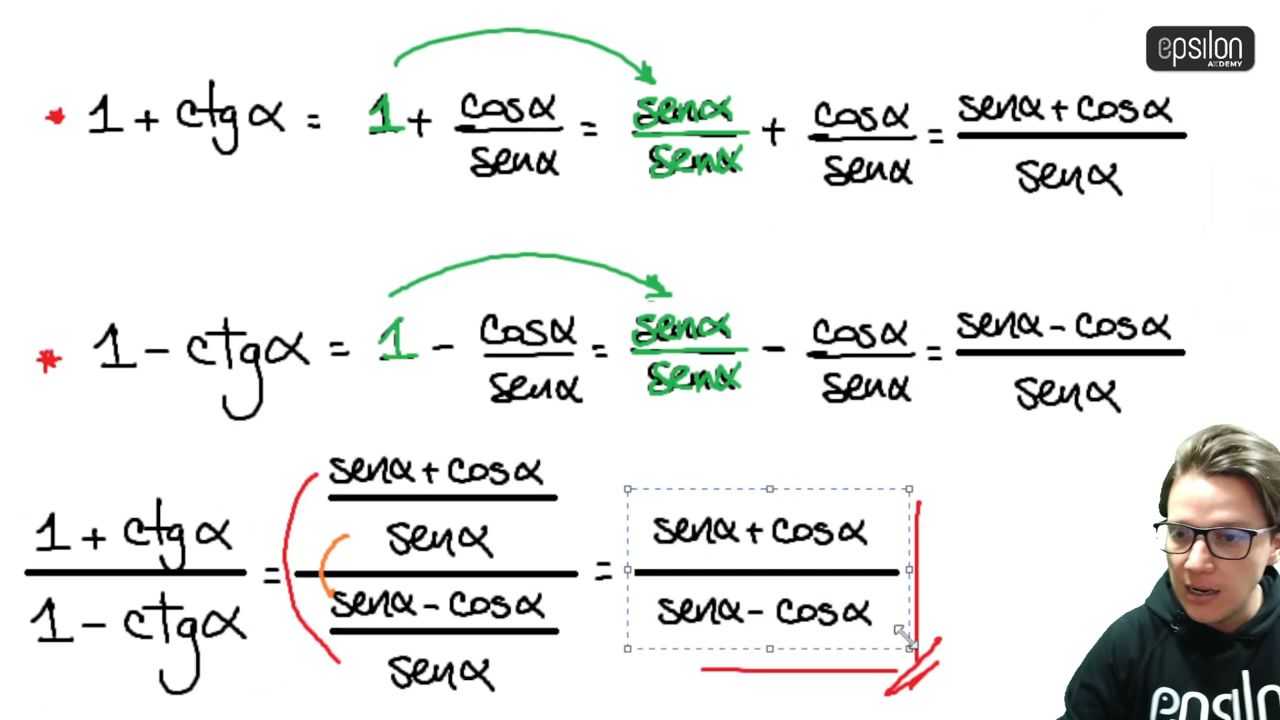 epsilon
ACADEMY
* 1 + ctgα = 1 + cosα/senα = senα/senα + cosα/senα = senα + cosα/senα
* 1 - ctgα = 1 - cosα/senα = senα/senα - cosα/senα = senα - cosα/senα
1 + ctgα/1 - ctgα = senα + cosα/senα/senα - cosα/senα = senα + cosα/senα - cosα
epsilon